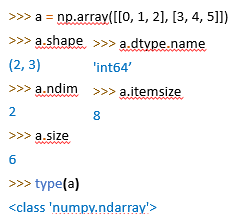 >>> a = np.array([[0, 1, 2], [3, 4, 5]])
>>> a.shape
(2, 3)
>>> a.ndim
2
>>> a.size
6
>>> type(a)
<class 'numpy.ndarray'>
>>> a.dtype.name
'int64’
>>> a.itemsize
8